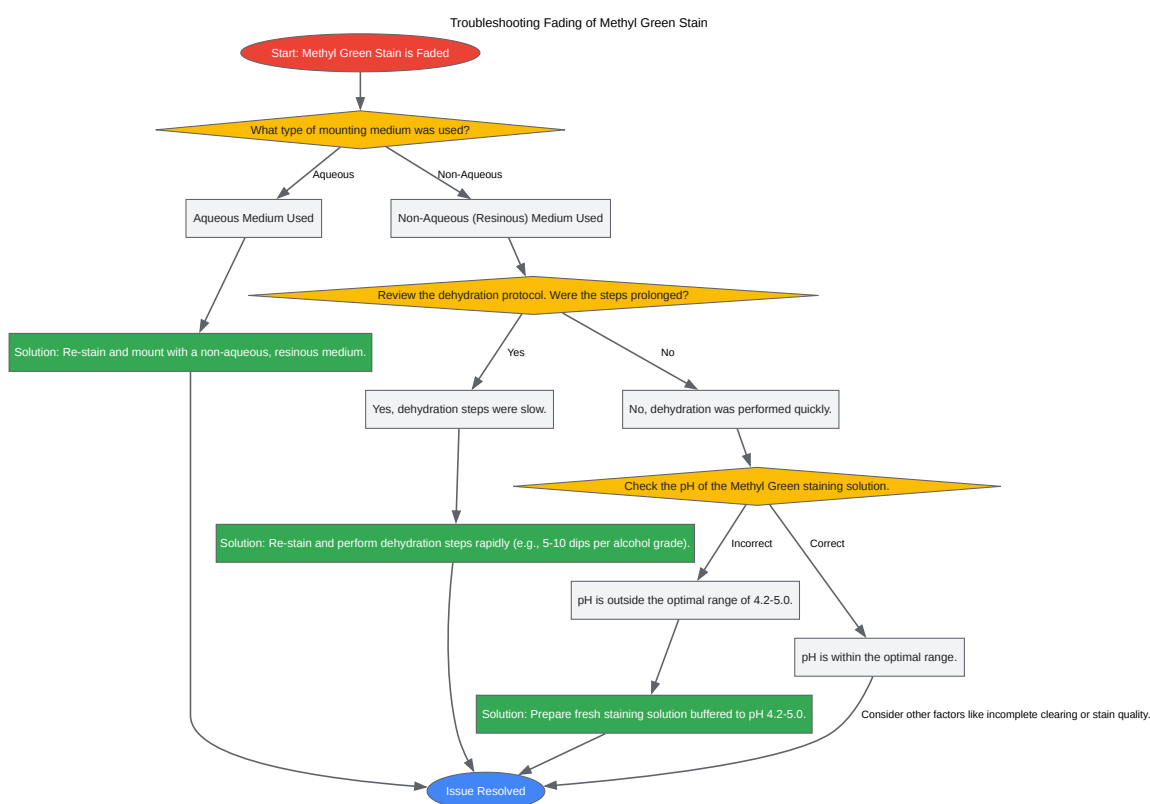 Troubleshooting Fading of Methyl Green Stain
Start: Methyl Green Stain is Faded
What type of mounting medium was used?
Aqueous
Non-Aqueous
Aqueous Medium Used
Non-Aqueous (Resinous) Medium Used
Review the dehydration protocol. Were the steps prolonged?
Solution: Re-stain and mount with a non-aqueous, resinous medium.
Yes
No
Yes, dehydration steps were slow.
No, dehydration was performed quickly.
Check the pH of the Methyl Green staining solution.
Solution: Re-stain and perform dehydration steps rapidly (e.g., 5-10 dips per alcohol grade).
Incorrect
Correct
pH is outside the optimal range of 4.2-5.0.
pH is within the optimal range.
Solution: Prepare fresh staining solution buffered to pH 4.2-5.0.
Consider other factors like incomplete clearing or stain quality.
Issue Resolved